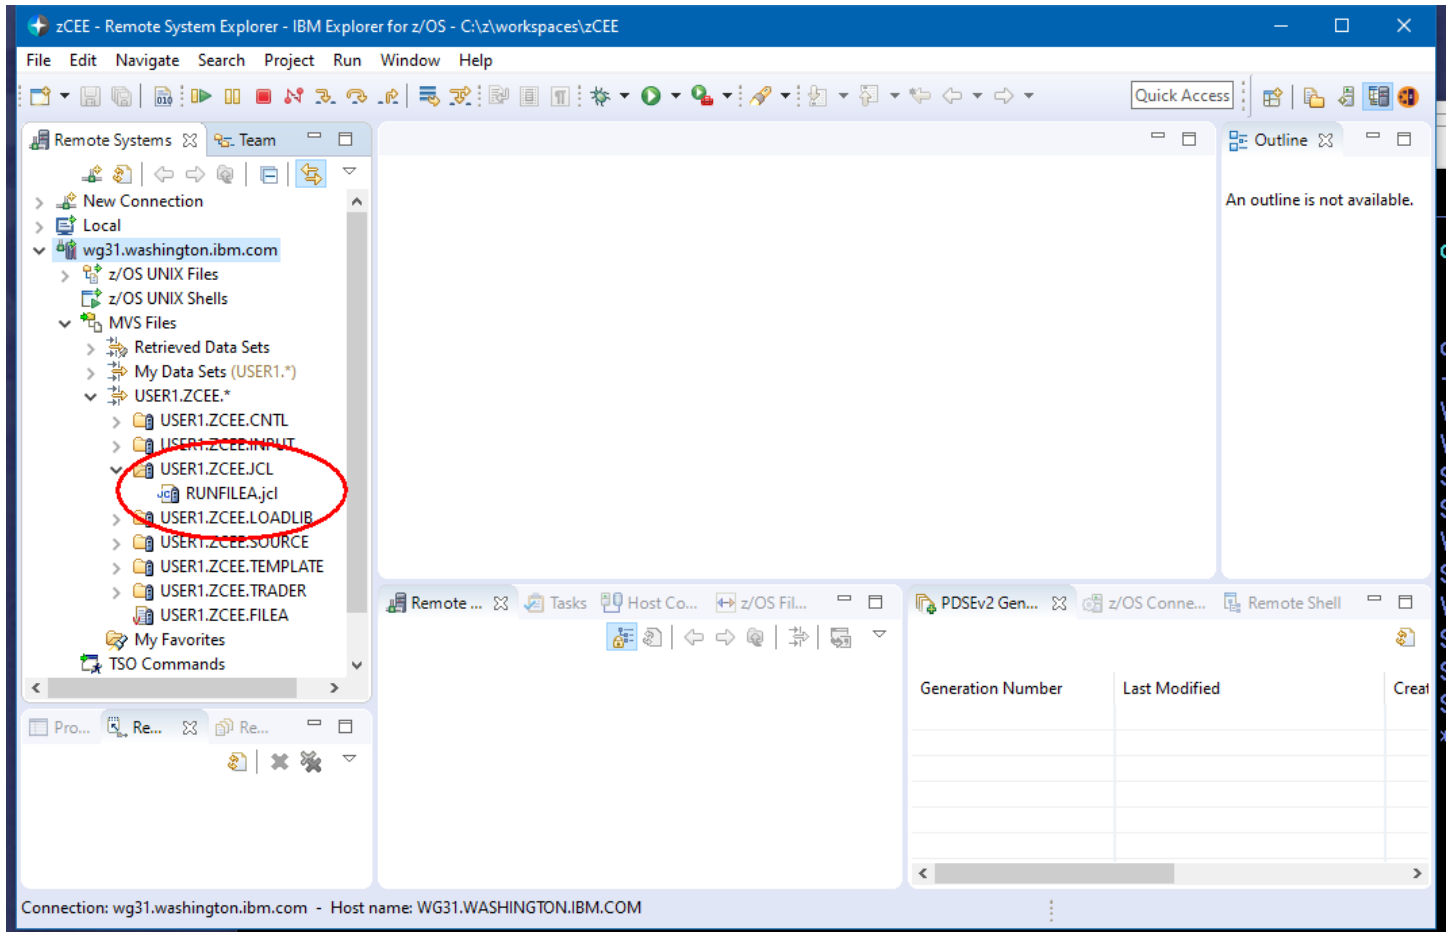 zCEE - Remote System Explorer - IBM Explorer for z/OS - C:\z\workspaces\zCEE
File Edit Navigate Search Project Run Window Help
010
Quick Access
Remote Systems Team
Outline
New Connection
An outline is not available.
Local
wg31.washington.ibm.com
z/OS UNIX Files
z/OS UNIX Shells
MVS Files
Retrieved Data Sets
My Data Sets (USER1.*)
USER1.ZCEE.*
USER1.ZCEE.CNTL
USER1.ZCEE.INPUT
USER1.ZCEE.JCL
RUNFILEA.jcl
USER1.ZCEE.LOADLIB
USER1.ZCEE.SOURCE
USER1.ZCEE.TEMPLATE
USER1.ZCEE.TRADER
USER1.ZCEE.FILEA
My Favorites
TSO Commands
Remote ... Tasks Host Co... z/OS Fil...
PDSEv2 Gen... z/OS Conne... Remote Shell
Generation Number Last Modified Creat
Pro... Re... Re...
Connection: wg31.washington.ibm.com - Host name: WG31.WASHINGTON.IBM.COM